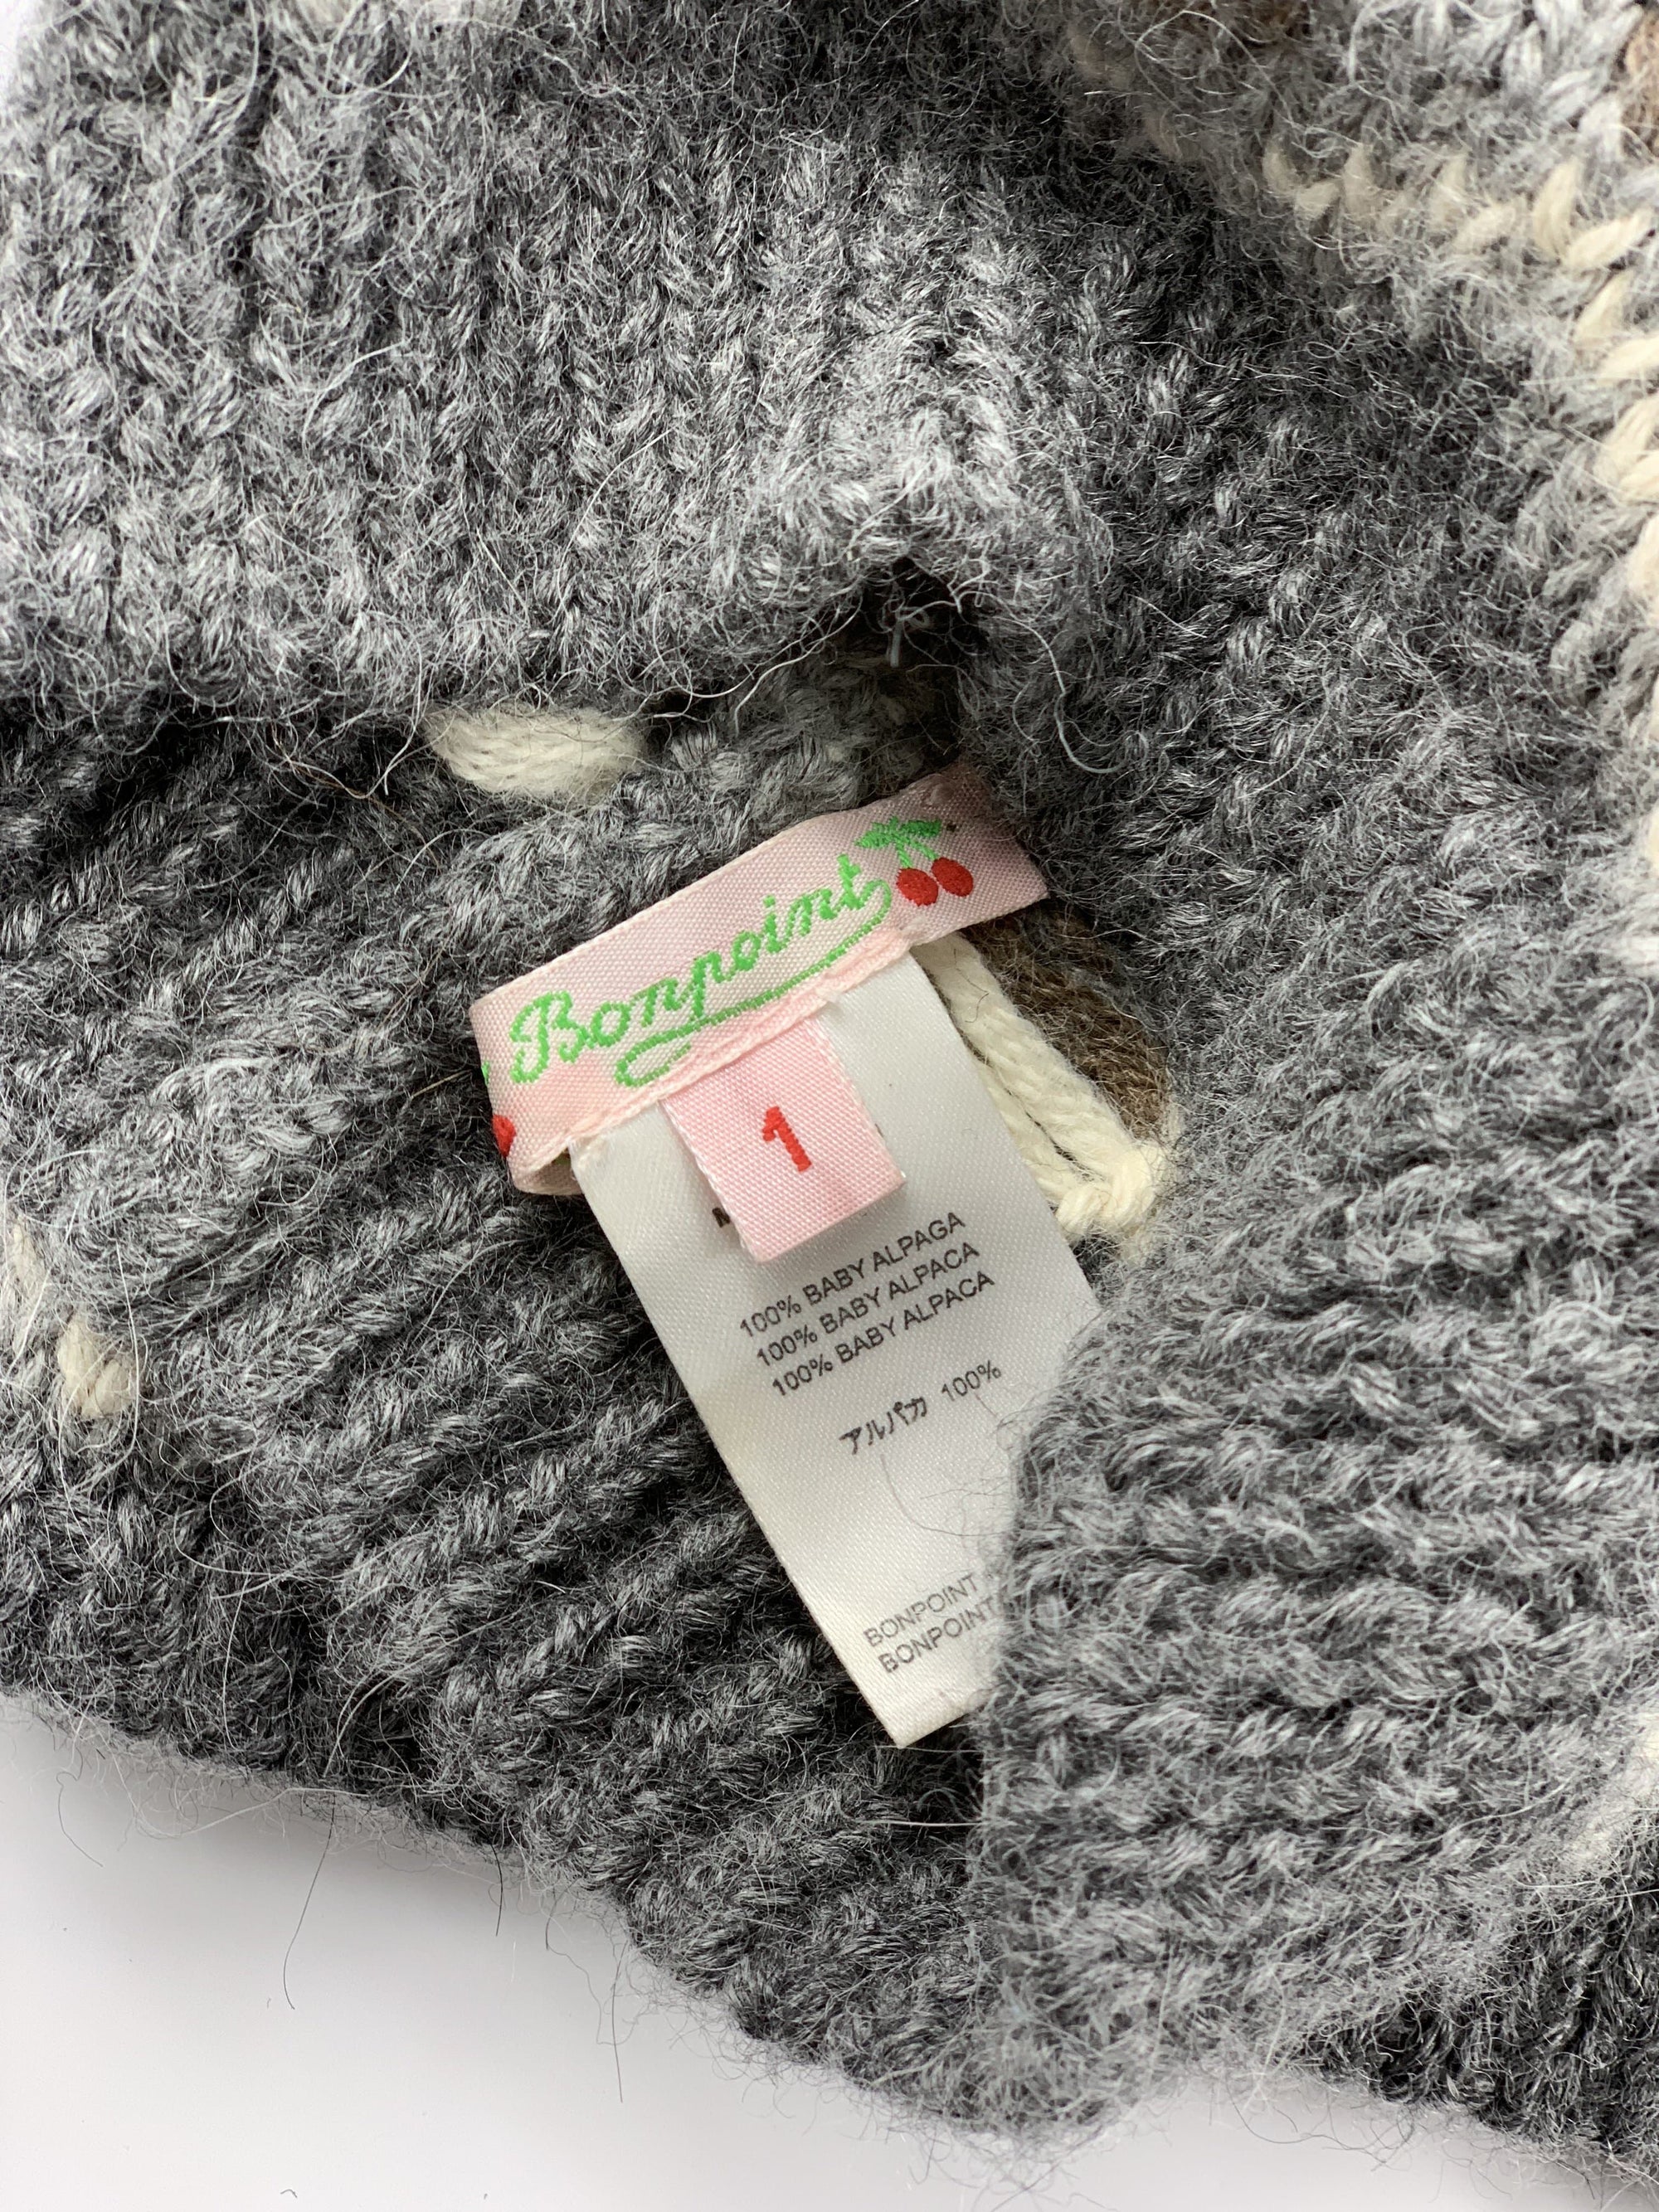 Bonpoint
1
100% BABY ALPAGA
100% BABY ALPACA
100% BABY ALPACA
アルパカ 100%
BONPOINT
BONPOINT